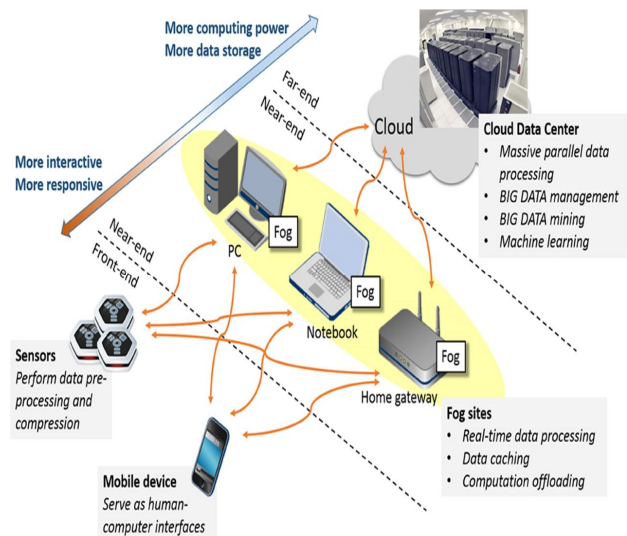 More computing power
More data storage
Far-end
Near-end
Cloud
More interactive
More responsive
Near-end
Front-end
Fog
PC
Fog
Notebook
Fog
Home gateway
Cloud Data Center
• Massive parallel data
processing
• BIG DATA management
• BIG DATA mining
• Machine learning
Sensors
Perform data pre-
processing and
compression
Mobile device
Serve as human-
computer interfaces
Fog sites
• Real-time data processing
• Data caching
• Computation offloading